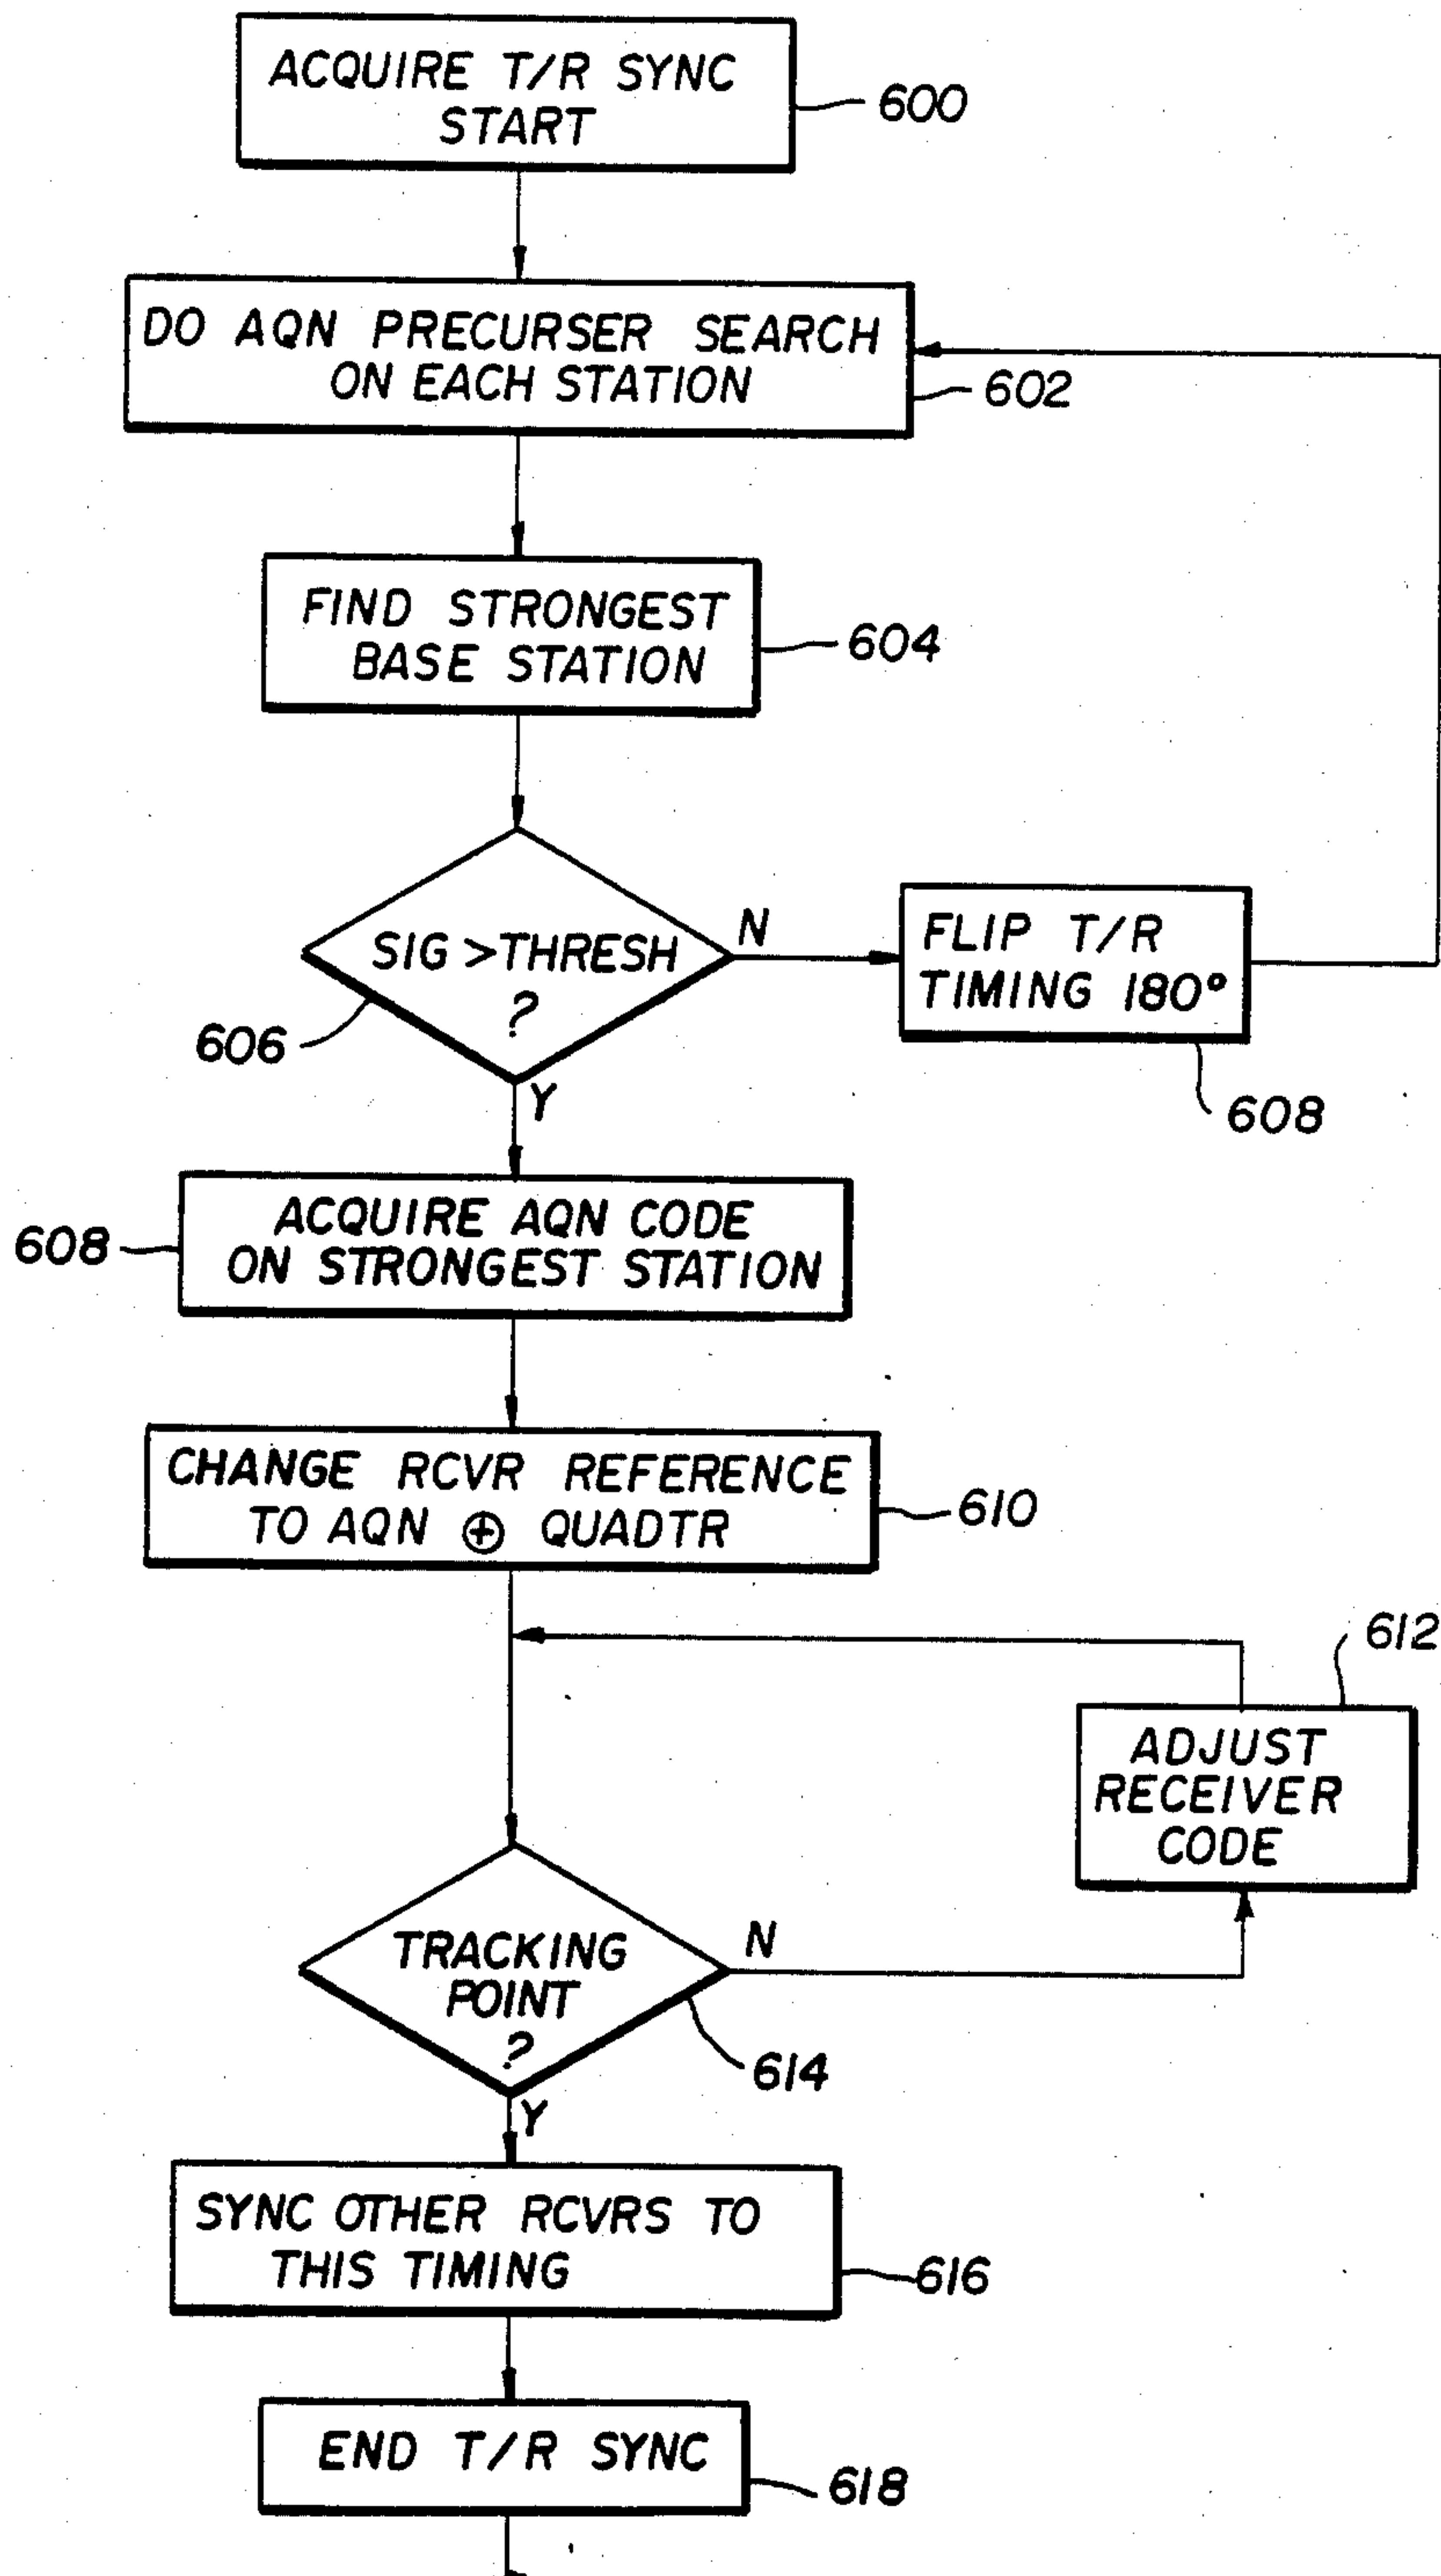 ACQUIRE T/R SYNC
START
600
DO AQN PRECURSER SEARCH
ON EACH STATION
602
FIND STRONGEST
BASE STATION
604
SIG >THRESH
?
606
N
FLIP T/R
TIMING 180°
608
Y
ACQUIRE AQN CODE
ON STRONGEST STATION
608
CHANGE RCVR REFERENCE
TO AQN ⊕ QUADTR
610
612
ADJUST
RECEIVER
CODE
TRACKING
POINT
?
N
614
Y
SYNC OTHER RCVRS TO
THIS TIMING
616
END T/R SYNC
618